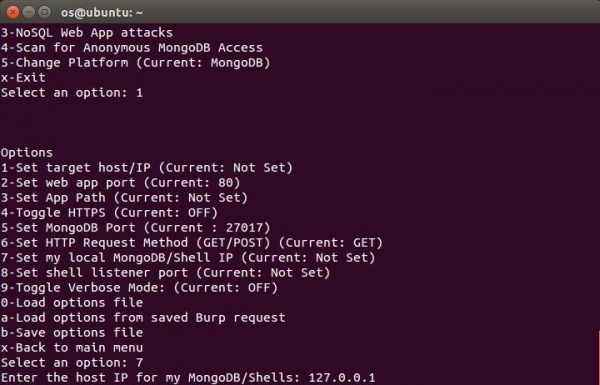 os@ubuntu: ~
3-NoSQL Web App attacks
4-Scan for Anonymous MongoDB Access
5-Change Platform (Current: MongoDB)
x-Exit
Select an option: 1
Options
1-Set target host/IP (Current: Not Set)
2-Set web app port (Current: 80)
3-Set App Path (Current: Not Set)
4-Toggle HTTPS (Current: OFF)
5-Set MongoDB Port (Current : 27017)
6-Set HTTP Request Method (GET/POST) (Current: GET)
7-Set my local MongoDB/Shell IP (Current: Not Set)
8-Set shell listener port (Current: Not Set)
9-Toggle Verbose Mode: (Current: OFF)
0-Load options file
a-Load options from saved Burp request
b-Save options file
x-Back to main menu
Select an option: 7
Enter the host IP for my MongoDB/Shells: 127.0.0.1